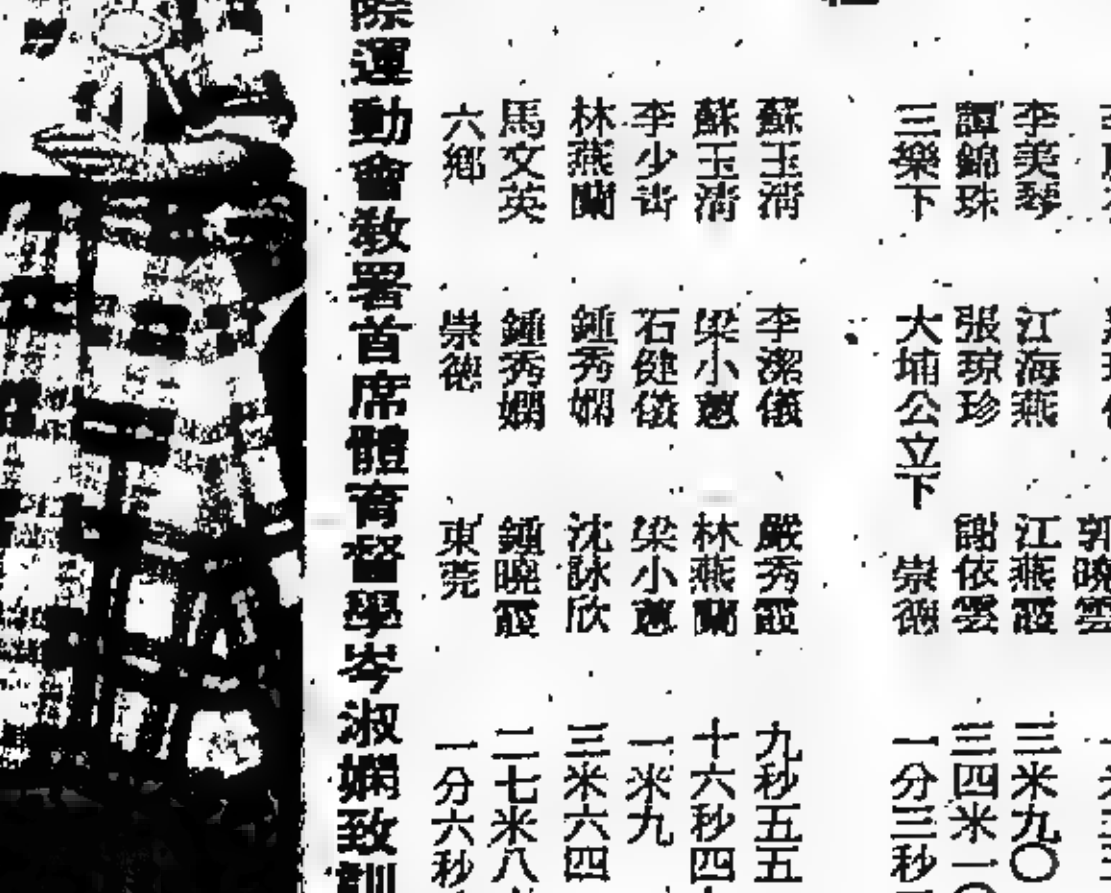 李美琴 江海燕 江燕霞 三米九〇
譚錦珠 張琼珍 謝依雲 三四米一
三樂下 大埔公立下 崇德 一分三秒
蘇玉清 李潔儀 嚴秀霞 九秒五五
蘇玉清 梁小蕙 林燕蘭 十六秒四
李少青 石健儀 梁小蕙 一米九
林燕蘭 鍾秀嫻 沈詠欣 三米六四
馬文英 鍾秀嫻 鍾曉霞 二七米八
六鄉 崇德 東莞 一分六秒
際運動會教署首席體育督學岑淑嫻致訓